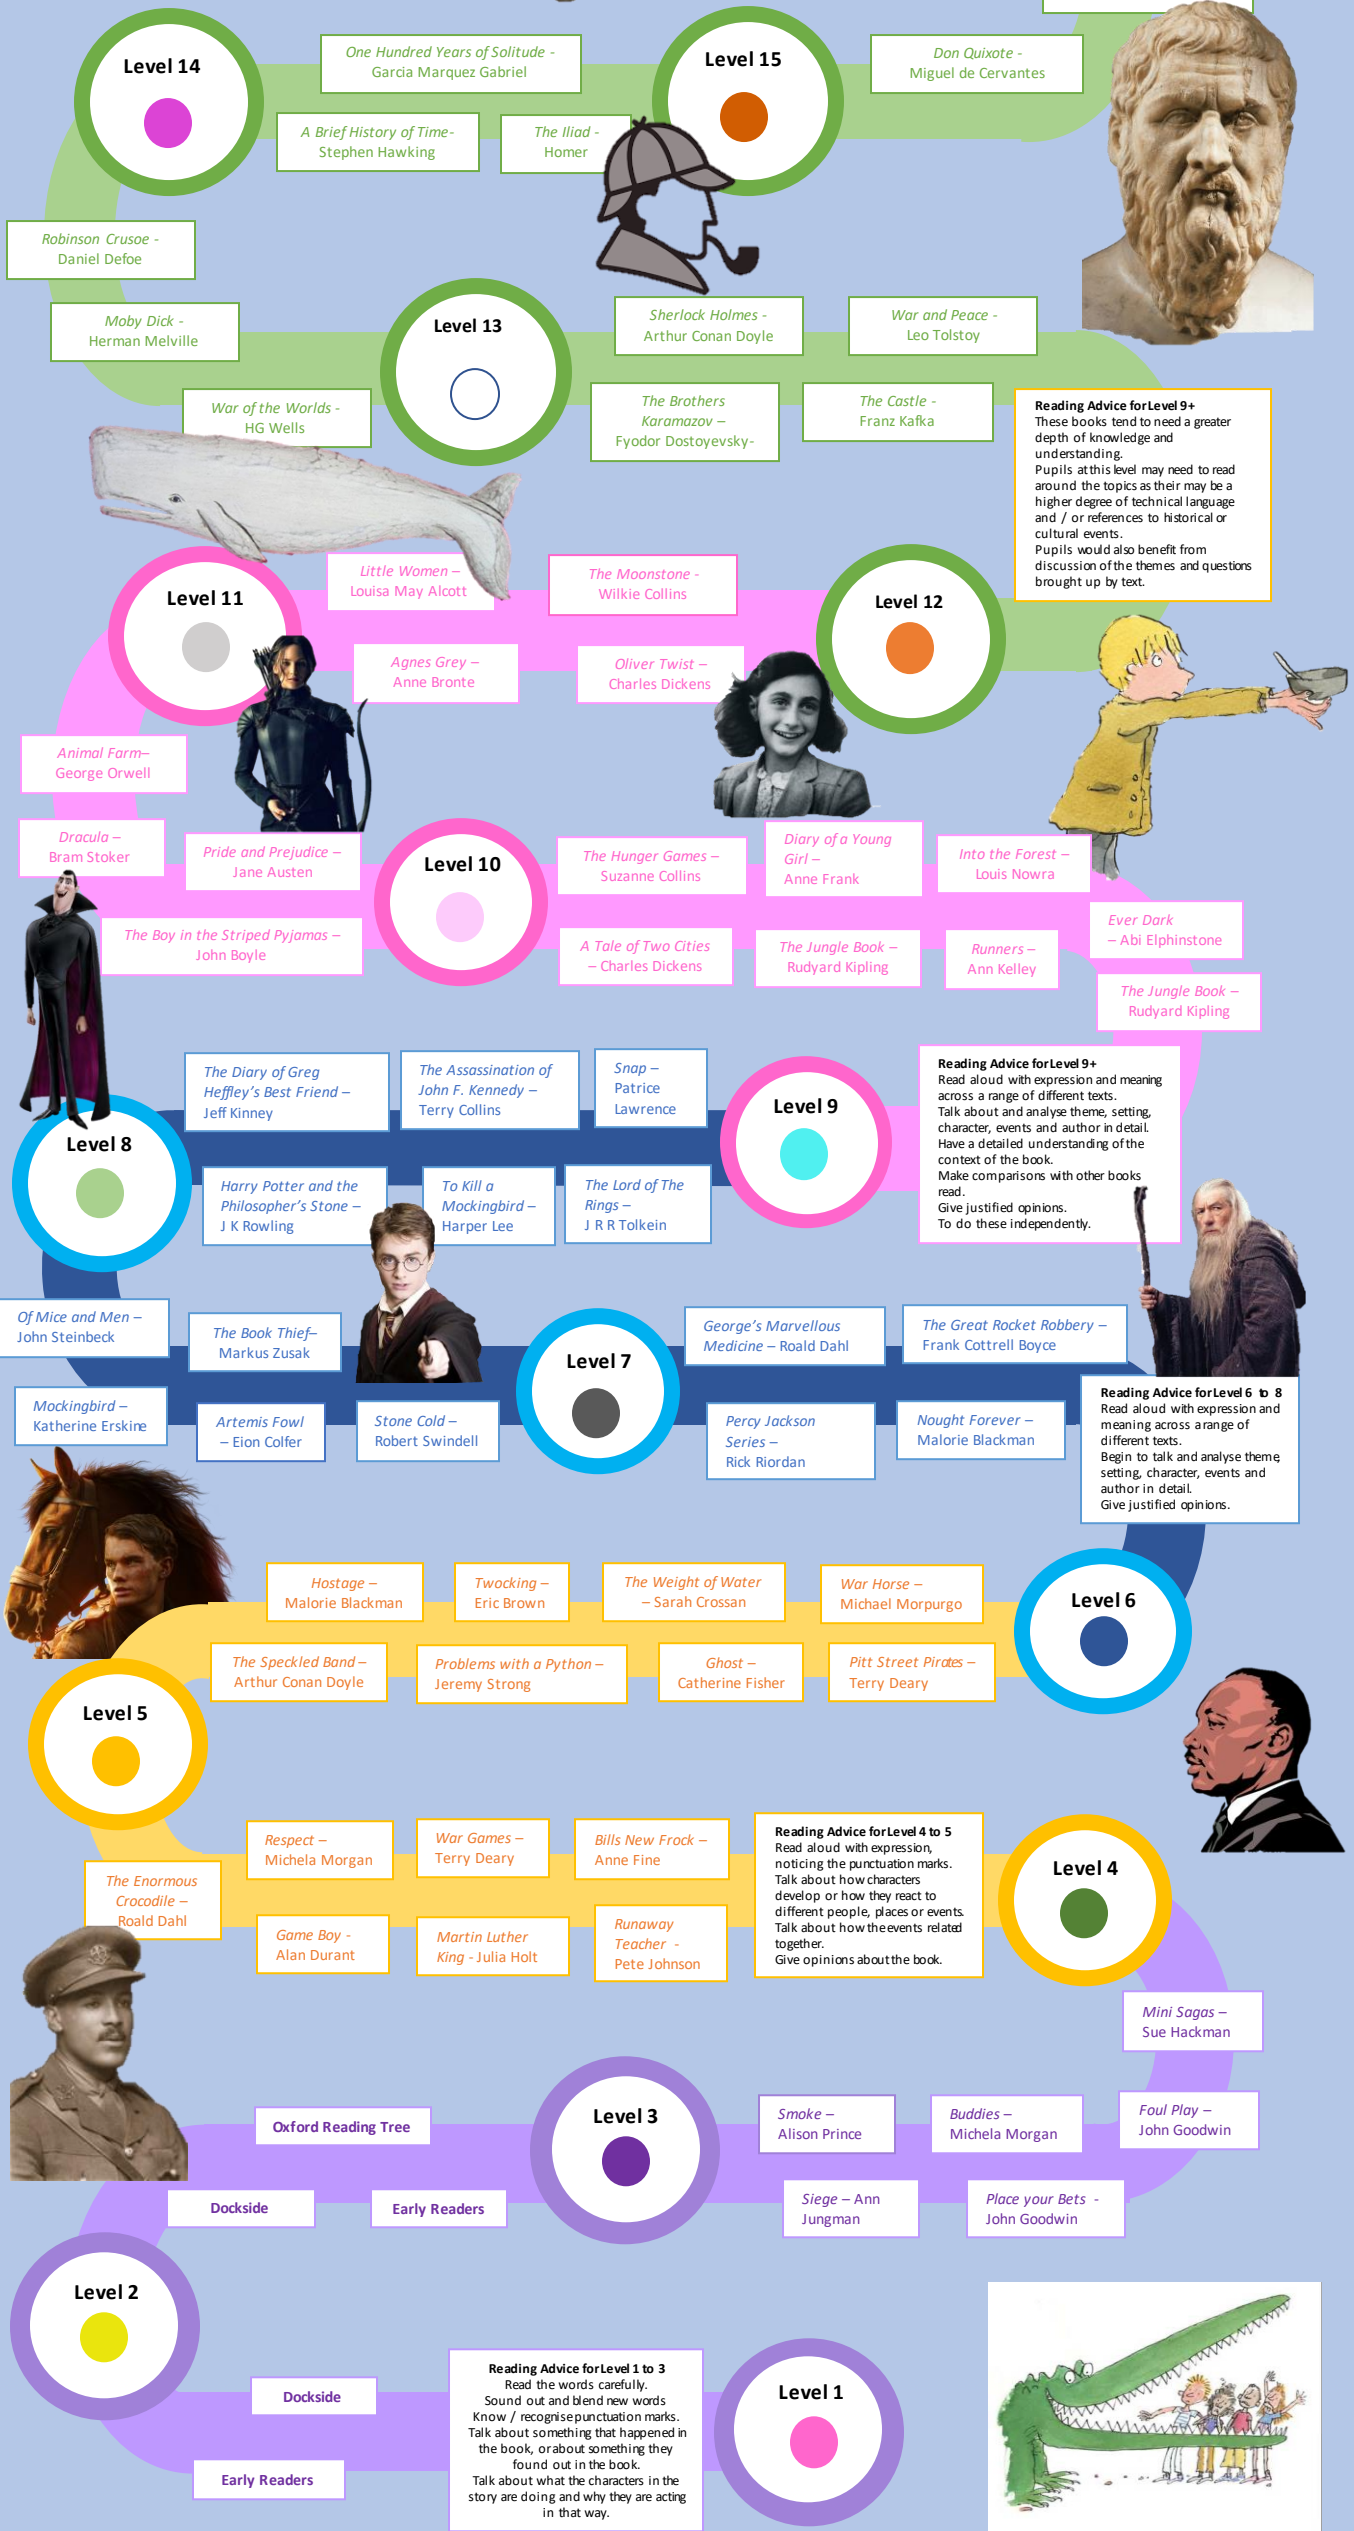 Level 14
One Hundred Years of Solitude -
Garcia Marquez Gabriel
Level 15
Don Quixote -
Miguel de Cervantes
A Brief History of Time-
Stephen Hawking
The Iliad -
Homer
Robinson Crusoe -
Daniel Defoe
Moby Dick -
Herman Melville
Level 13
Sherlock Holmes -
Arthur Conan Doyle
War and Peace -
Leo Tolstoy
War of the Worlds -
HG Wells
The Brothers
Karamazov –
Fyodor Dostoyevsky-
The Castle -
Franz Kafka
Reading Advice for Level 9+
These books tend to need a greater
depth of knowledge and
understanding.
Pupils at this level may need to read
around the topics as their may be a
higher degree of technical language
and / or references to historical or
cultural events.
Pupils would also benefit from
discussion of the themes and questions
brought up by text.
Level 11
Little Women –
Louisa May Alcott
The Moonstone -
Wilkie Collins
Level 12
Agnes Grey –
Anne Bronte
Oliver Twist –
Charles Dickens
Animal Farm–
George Orwell
Dracula –
Bram Stoker
Pride and Prejudice –
Jane Austen
Level 10
The Hunger Games –
Suzanne Collins
Diary of a Young
Girl –
Anne Frank
Into the Forest –
Louis Nowra
The Boy in the Striped Pyjamas –
John Boyle
A Tale of Two Cities
– Charles Dickens
The Jungle Book –
Rudyard Kipling
Runners –
Ann Kelley
Ever Dark
– Abi Elphinstone
The Jungle Book –
Rudyard Kipling
Level 8
The Diary of Greg
Heffley's Best Friend –
Jeff Kinney
The Assassination of
John F. Kennedy –
Terry Collins
Snap –
Patrice
Lawrence
Level 9
Reading Advice for Level 9+
Read aloud with expression and meaning
across a range of different texts.
Talk about and analyse theme, setting,
character, events and author in detail.
Have a detailed understanding of the
context of the book.
Make comparisons with other books
read.
Give justified opinions.
To do these independently.
Harry Potter and the
Philosopher's Stone –
J K Rowling
To Kill a
Mockingbird –
Harper Lee
The Lord of The
Rings –
J R R Tolkein
Of Mice and Men –
John Steinbeck
The Book Thief–
Markus Zusak
Level 7
George's Marvellous
Medicine – Roald Dahl
The Great Rocket Robbery –
Frank Cottrell Boyce
Mockingbird –
Katherine Erskine
Artemis Fowl
– Eion Colfer
Stone Cold –
Robert Swindell
Percy Jackson
Series –
Rick Riordan
Nought Forever –
Malorie Blackman
Reading Advice for Level 6 to 8
Read aloud with expression and
meaning across a range of
different texts.
Begin to talk and analyse theme,
setting, character, events and
author in detail.
Give justified opinions.
Hostage –
Malorie Blackman
Twocking –
Eric Brown
The Weight of Water
– Sarah Crossan
War Horse –
Michael Morpurgo
Level 6
The Speckled Band –
Arthur Conan Doyle
Problems with a Python –
Jeremy Strong
Ghost –
Catherine Fisher
Pitt Street Pirates –
Terry Deary
Level 5
Respect –
Michela Morgan
War Games –
Terry Deary
Bills New Frock –
Anne Fine
Reading Advice for Level 4 to 5
Read aloud with expression,
noticing the punctuation marks.
Talk about how characters
develop or how they react to
different people, places or events.
Talk about how the events related
together.
Give opinions about the book.
Level 4
The Enormous
Crocodile –
Roald Dahl
Game Boy -
Alan Durant
Martin Luther
King - Julia Holt
Runaway
Teacher -
Pete Johnson
Mini Sagas –
Sue Hackman
Oxford Reading Tree
Level 3
Smoke –
Alison Prince
Buddies –
Michela Morgan
Foul Play –
John Goodwin
Dockside
Early Readers
Siege – Ann
Jungman
Place your Bets -
John Goodwin
Level 2
Dockside
Early Readers
Reading Advice for Level 1 to 3
Read the words carefully.
Sound out and blend new words
Know / recognise punctuation marks.
Talk about something that happened in
the book, or about something they
found out in the book.
Talk about what the characters in the
story are doing and why they are acting
in that way.
Level 1